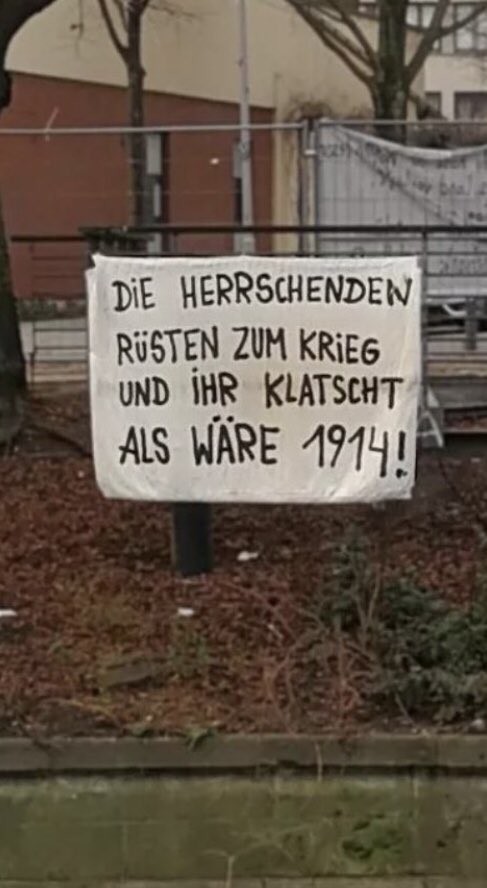 DiE HERRSCHENDEN
RÜSTEN ZUM KRiEG
UND iHR KLATSCHT
ALS WÄRE 1914!